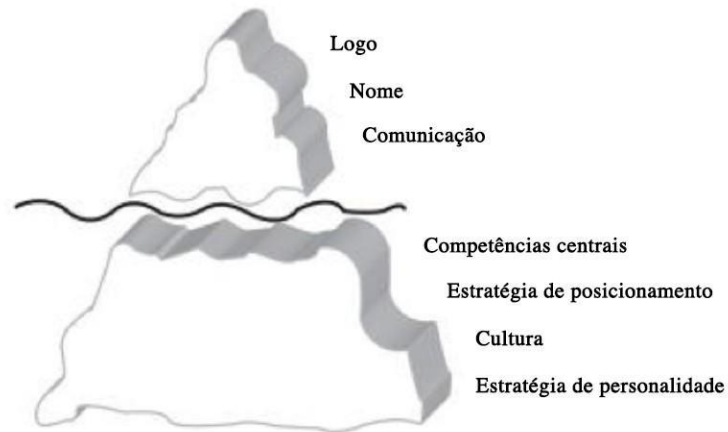 Logo
Nome
Comunicação
Competências centrais
Estratégia de posicionamento
Cultura
Estratégia de personalidade